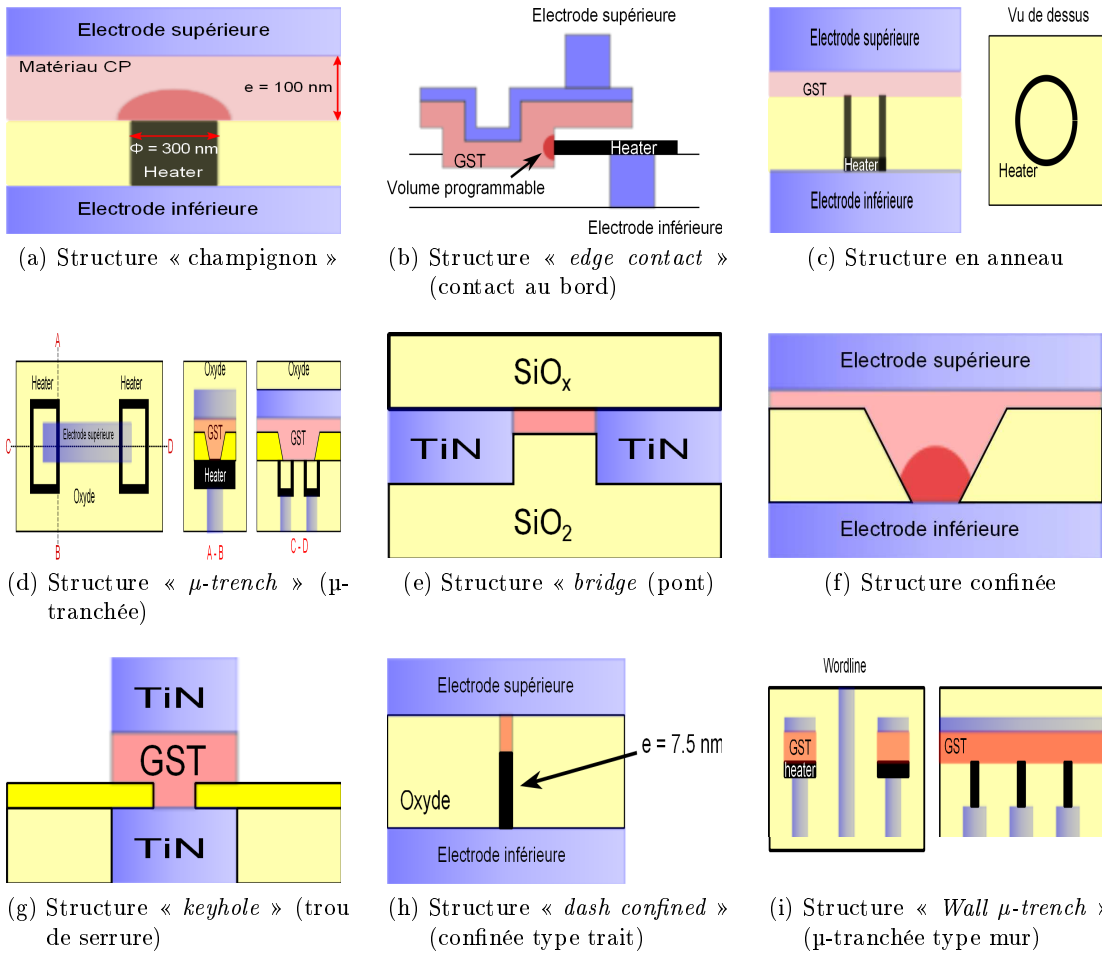 Electrode supérieure
Matériau CP
e = 100 nm
Φ = 300 nm
Heater
Electrode inférieure
(a) Structure « champignon »
Electrode supérieure
GST
Heater
Volume programmable
Electrode inférieure
(b) Structure « edge contact »
(contact au bord)
Vu de dessus
Electrode supérieure
GST
Heater
Electrode inférieure
Heater
(c) Structure en anneau
A
Heater
Heater
Electrode supérieure
C
D
Oxyde
B
Oxyde
GST
Heater
A - B
Oxyde
GST
C - D
(d) Structure « µ-trench » (µ-
tranchée)
SiOx
TiN
TiN
SiO2
(e) Structure « bridge (pont)
Electrode supérieure
Electrode inférieure
(f) Structure confinée
TiN
GST
TiN
(g) Structure « keyhole » (trou
de serrure)
Electrode supérieure
e = 7.5 nm
Oxyde
Electrode inférieure
(h) Structure « dash confined »
(confinée type trait)
Wordline
GST
heater
GST
(i) Structure « Wall µ-trench »
(µ-tranchée type mur)